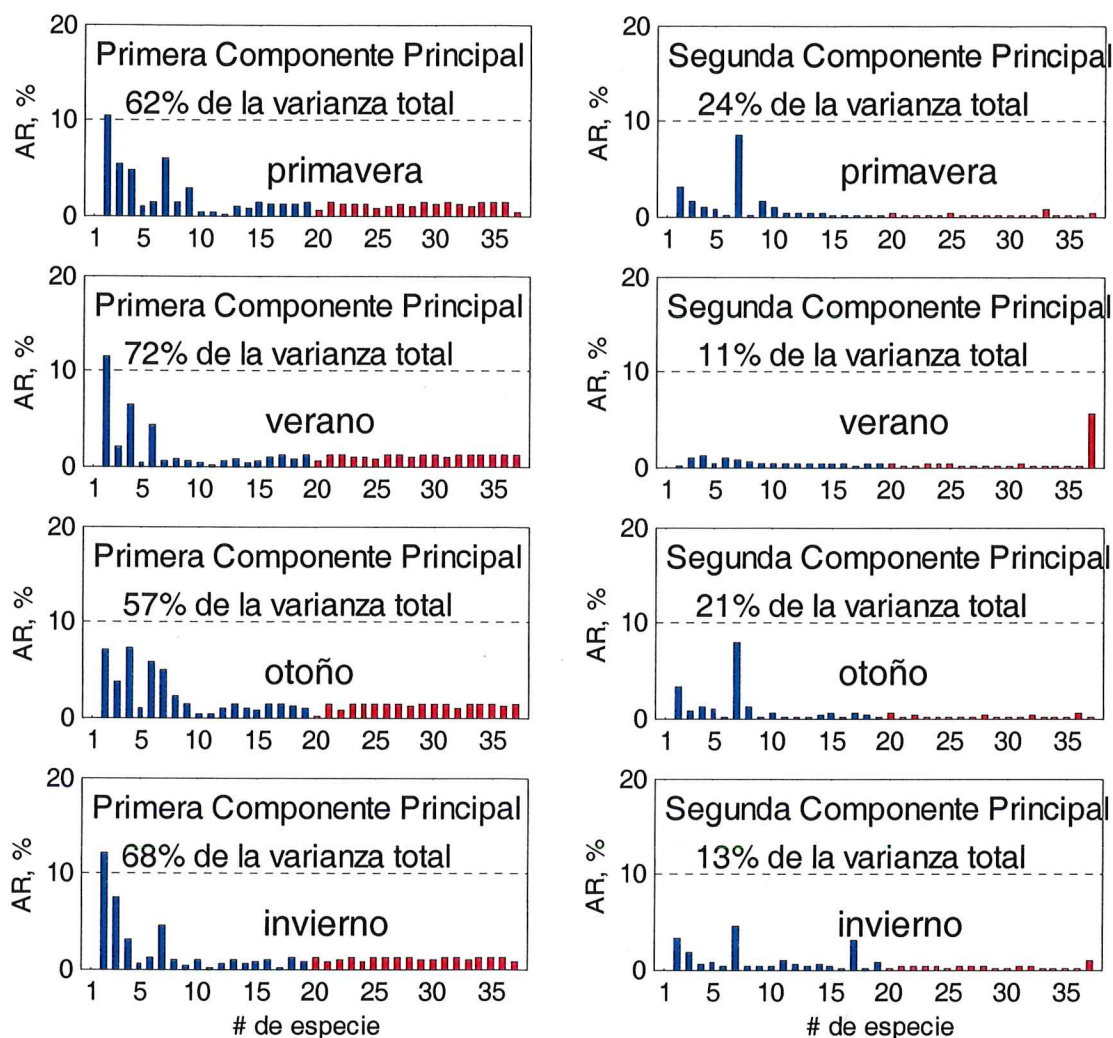 20
Primera Componente Principal
62% de la varianza total
AR, %
10
primavera
0
1 5 10 15 20 25 30 35
20
Segunda Componente Principal
24% de la varianza total
AR, %
10
primavera
0
1 5 10 15 20 25 30 35
20
Primera Componente Principal
72% de la varianza total
AR, %
10
verano
0
1 5 10 15 20 25 30 35
20
Segunda Componente Principal
11% de la varianza total
AR, %
10
verano
0
1 5 10 15 20 25 30 35
20
Primera Componente Principal
57% de la varianza total
AR, %
10
otoño
0
1 5 10 15 20 25 30 35
20
Segunda Componente Principal
21% de la varianza total
AR, %
10
otoño
0
1 5 10 15 20 25 30 35
20
Primera Componente Principal
68% de la varianza total
AR, %
10
invierno
0
1 5 10 15 20 25 30 35
# de especie
20
Segunda Componente Principal
13% de la varianza total
AR, %
10
invierno
0
1 5 10 15 20 25 30 35
# de especie